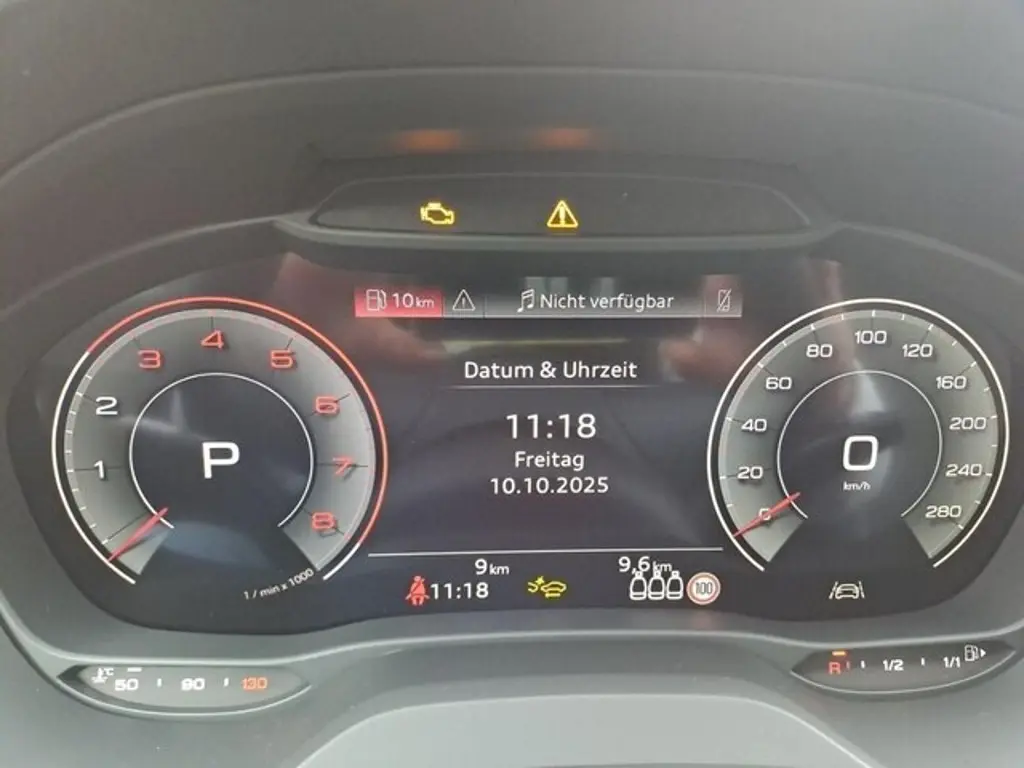 10 km
Nicht verfügbar
1 2 3 4 5 6 7 8
P
1 / min x 1000
Datum & Uhrzeit
11:18
Freitag
10.10.2025
0 20 40 60 80 100 120 160 200 240 280
0
km/h
9 km
9,6 km
11:18
100
°C
50 90 130
R 1/2 1/1